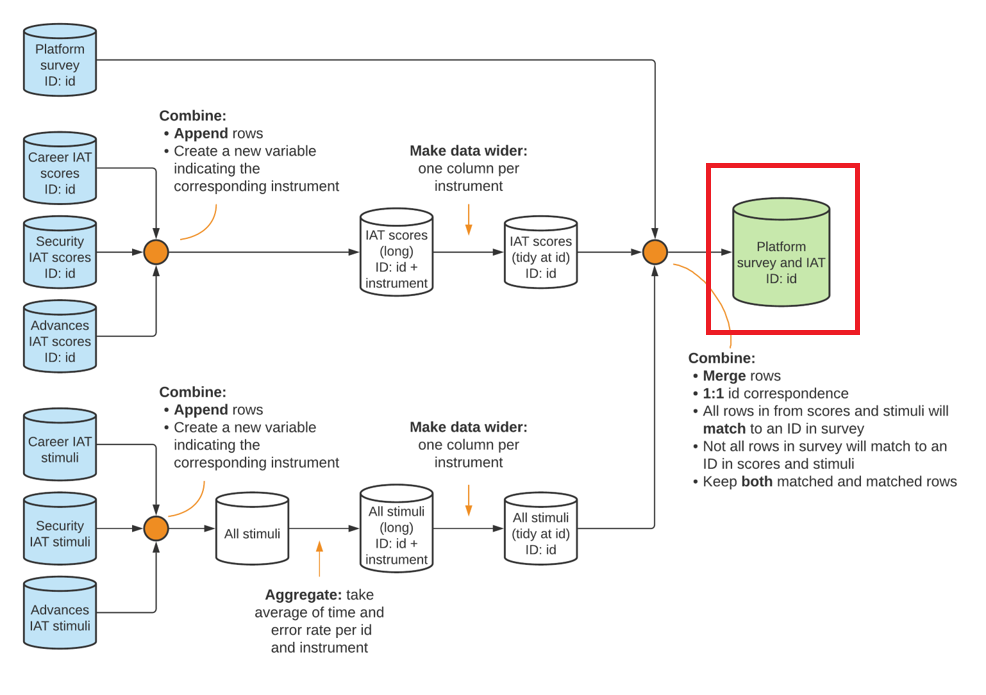 Platform
survey
ID: id
Combine:
• Append rows
• Create a new variable
indicating the
corresponding instrument
Career IAT
scores
ID: id
Make data wider:
one column per
instrument
Security
IAT scores
ID: id
IAT scores
(long)
ID: id +
instrument
IAT scores
(tidy at id)
ID: id
Platform
survey and IAT
ID: id
Advances
IAT scores
ID: id
Combine:
• Merge rows
• 1:1 id correspondence
• All rows in from scores and stimuli will
match to an ID in survey
• Not all rows in survey will match to an
ID in scores and stimuli
• Keep both matched and matched rows
Combine:
• Append rows
• Create a new variable
indicating the
corresponding instrument
Career IAT
stimuli
Make data wider:
one column per
instrument
Security
IAT stimuli
All stimuli
All stimuli
(long)
ID: id +
instrument
All stimuli
(tidy at id)
ID: id
Advances
IAT stimuli
Aggregate: take
average of time and
error rate per id
and instrument